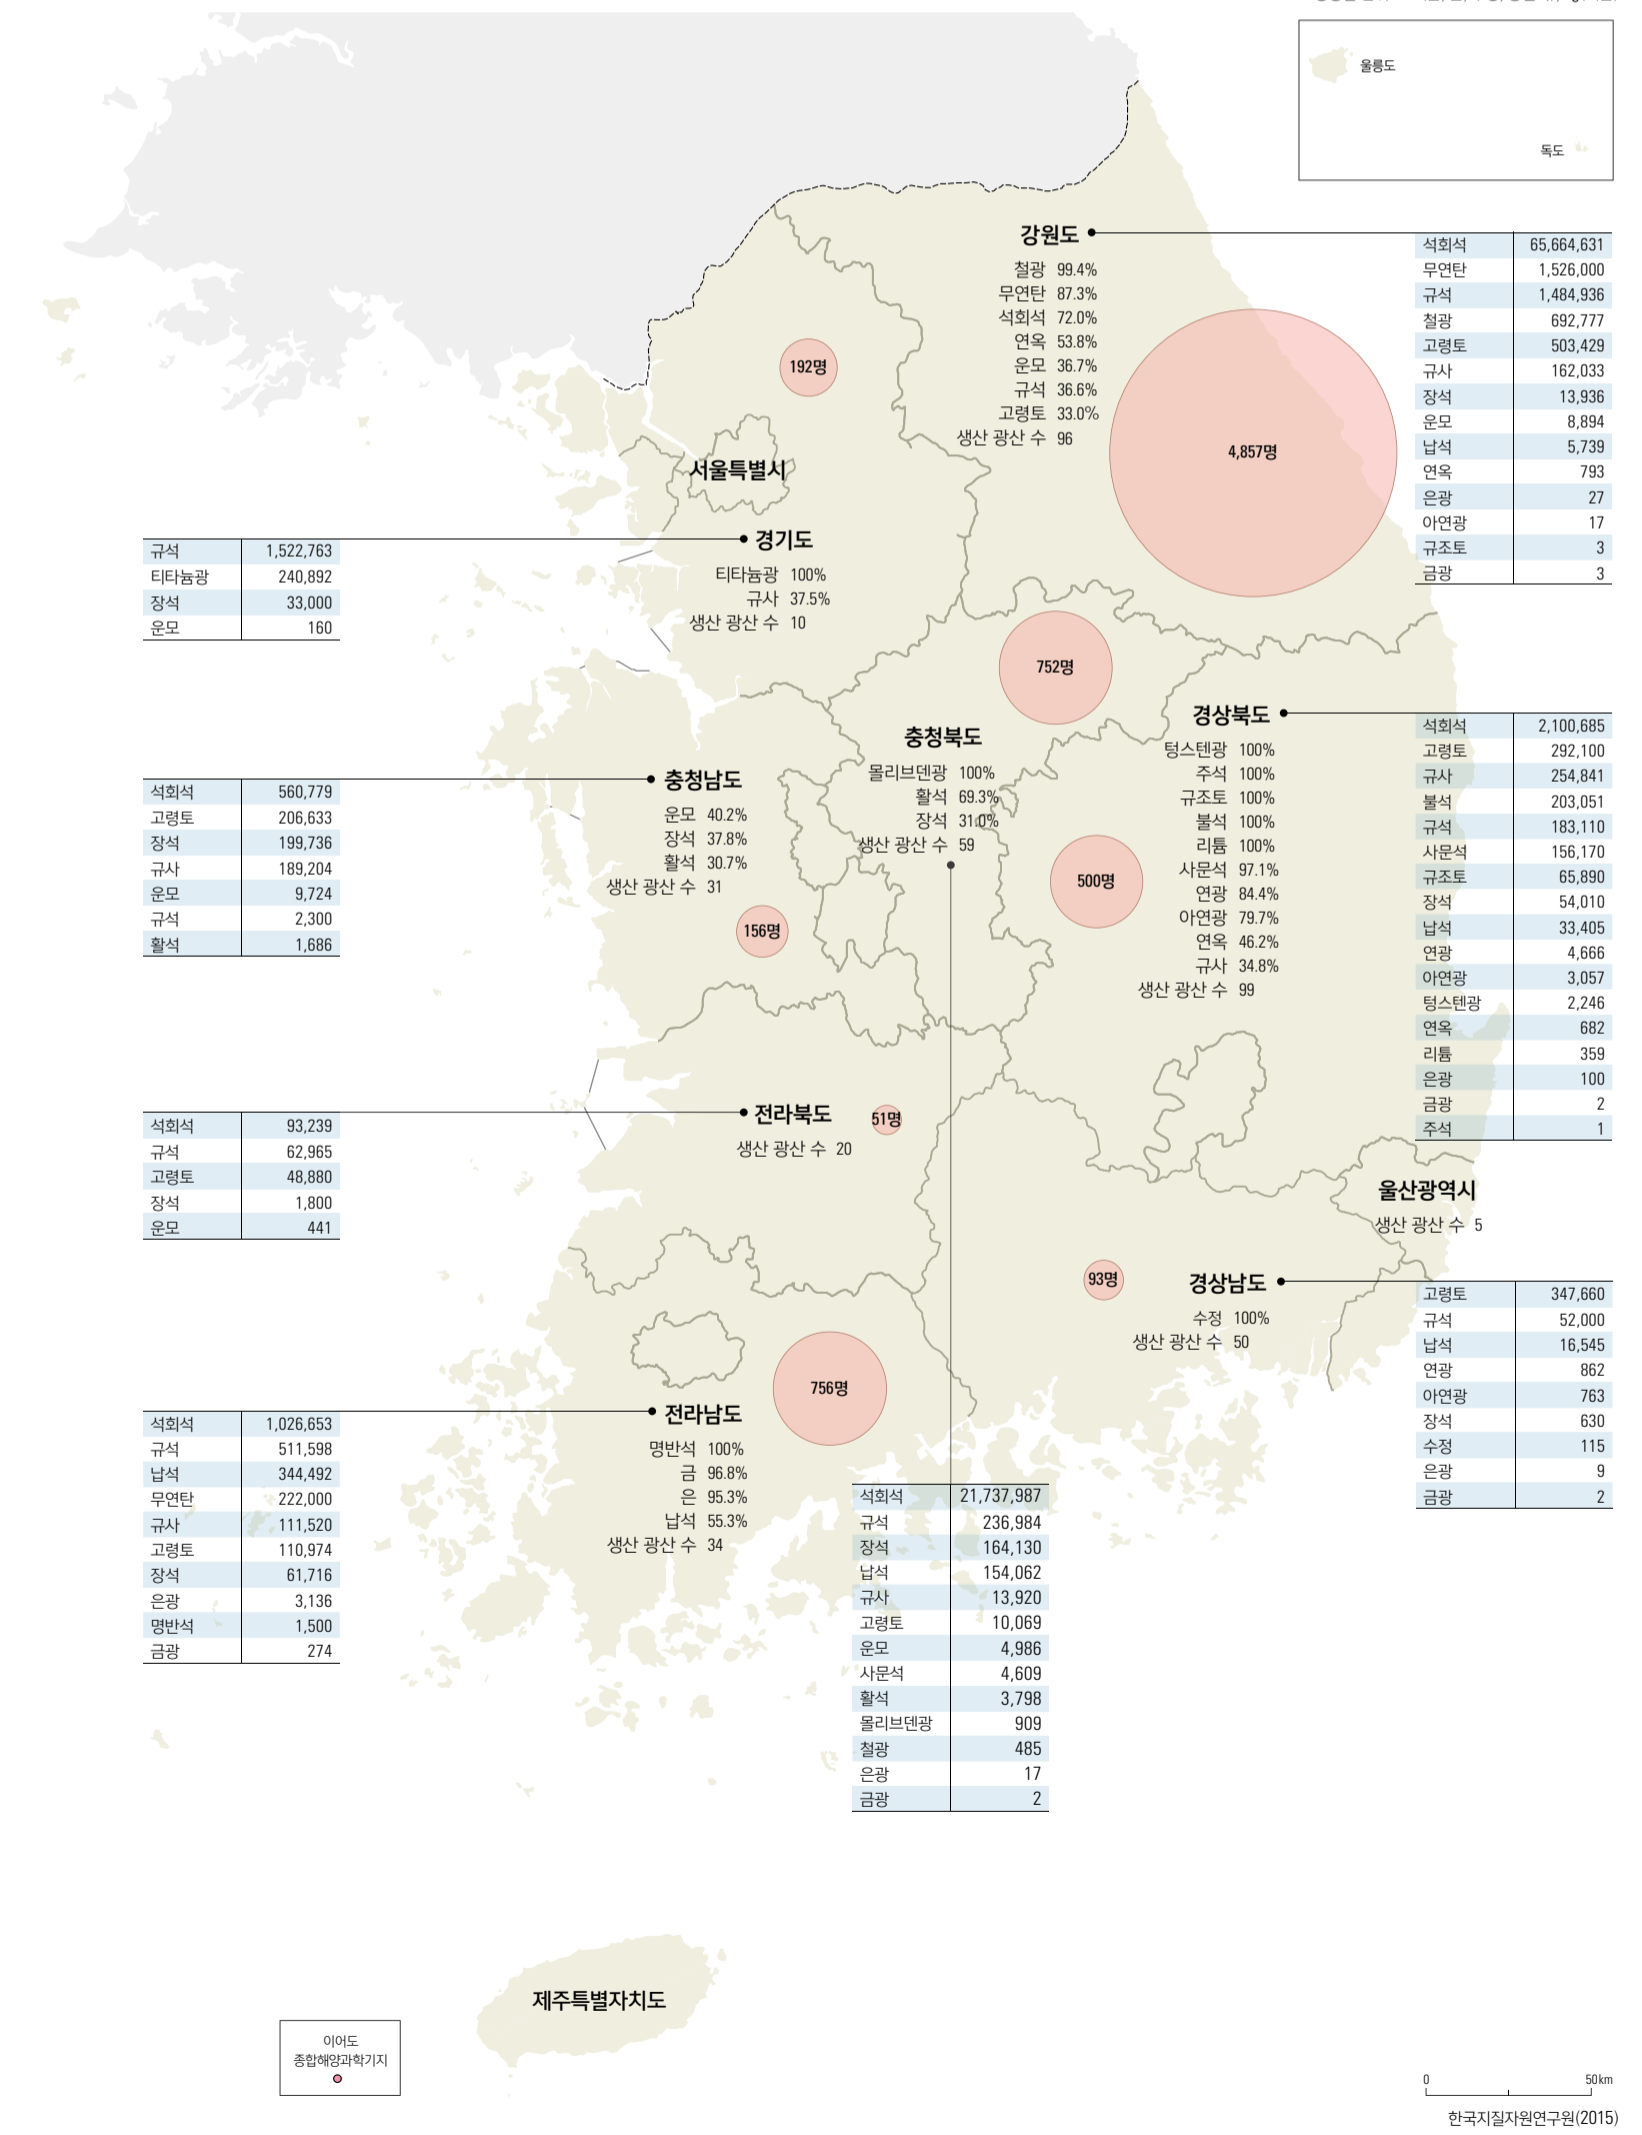 울릉도
독도
강원도
철광 99.4%
무연탄 87.3%
석회석 72.0%
연옥 53.8%
운모 36.7%
규석 36.6%
고령토 33.0%
생산 광산 수 96
석회석 65,664,631
무연탄 1,526,000
규석 1,484,936
철광 692,777
고령토 503,429
규사 162,033
장석 13,936
운모 8,894
납석 5,739
연옥 793
은광 27
아연광 17
규조토 3
금광 3
192명
4,857명
서울특별시
경기도
티타늄광 100%
규사 37.5%
생산 광산 수 10
규석 1,522,763
티타늄광 240,892
장석 33,000
운모 160
752명
충청북도
몰리브덴광 100%
활석 69.3%
장석 31.0%
생산 광산 수 59
경상북도
텅스텐광 100%
주석 100%
규조토 100%
불석 100%
리튬 100%
사문석 97.1%
연광 84.4%
아연광 79.7%
연옥 46.2%
규사 34.8%
생산 광산 수 99
500명
석회석 2,100,685
고령토 292,100
규사 254,841
불석 203,051
규석 183,110
사문석 156,170
규조토 65,890
장석 54,010
납석 33,405
연광 4,666
아연광 3,057
텅스텐광 2,246
연옥 682
리튬 359
은광 100
금광 2
주석 1
충청남도
운모 40.2%
장석 37.8%
활석 30.7%
생산 광산 수 31
156명
석회석 560,779
고령토 206,633
장석 199,736
규사 189,204
운모 9,724
규석 2,300
활석 1,686
전라북도
생산 광산 수 20
51명
석회석 93,239
규석 62,965
고령토 48,880
장석 1,800
운모 441
울산광역시
생산 광산 수 5
93명
경상남도
수정 100%
생산 광산 수 50
고령토 347,660
규석 52,000
납석 16,545
연광 862
아연광 763
장석 630
수정 115
은광 9
금광 2
756명
전라남도
명반석 100%
금 96.8%
은 95.3%
납석 55.3%
생산 광산 수 34
석회석 1,026,653
규석 511,598
납석 344,492
무연탄 222,000
규사 111,520
고령토 110,974
장석 61,716
은광 3,136
명반석 1,500
금광 274
석회석 21,737,987
규석 236,984
장석 164,130
납석 154,062
규사 13,920
고령토 10,069
운모 4,986
사문석 4,609
활석 3,798
몰리브덴광 909
철광 485
은광 17
금광 2
제주특별자치도
이어도
종합해양과학기지
0 50 km
한국지질자원연구원(2015)